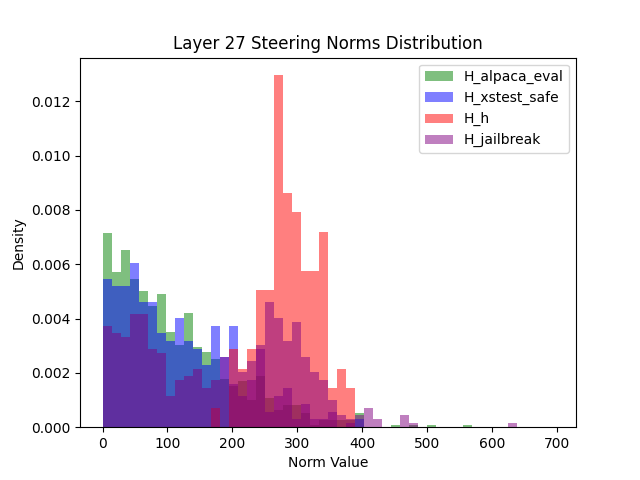 Layer 27 Steering Norms Distribution
H_alpaca_eval
H_xstest_safe
H_h
H_jailbreak
0.012
0.010
0.008
0.006
0.004
0.002
0.000
Density
0 100 200 300 400 500 600 700
Norm Value